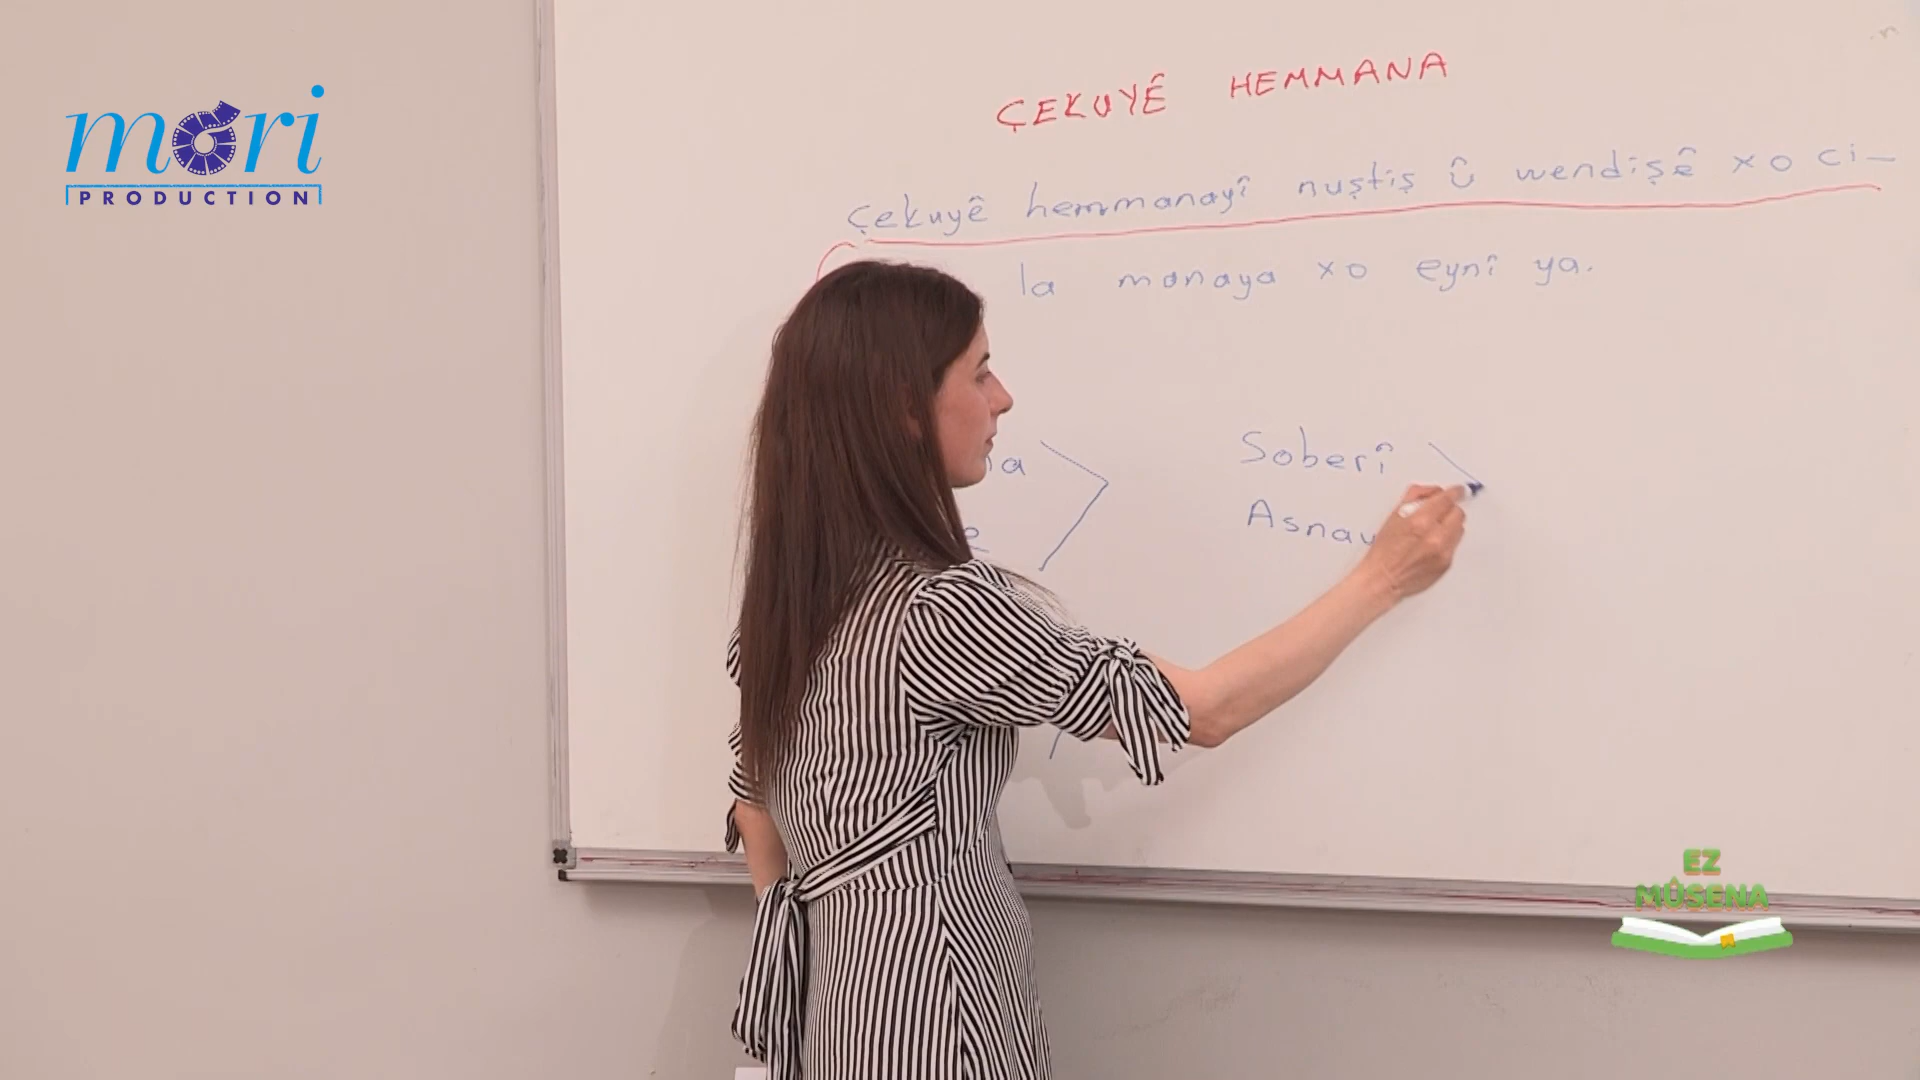 mori
PRODUCTION
ÇEKUYÊ HEMMANA
Çekuyê hemmanayî nuştiş û wendişê xo ci-
la manaya xo eynî ya.
Soberî
EZ
MÛSENA